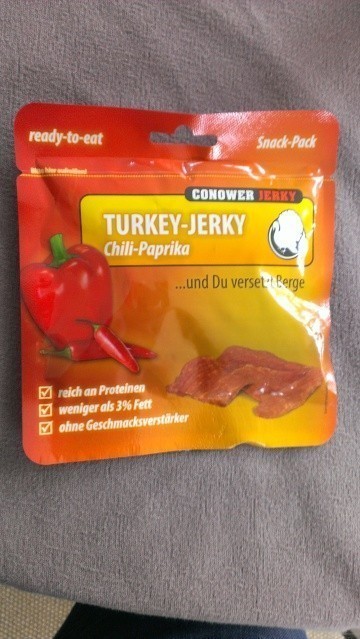 ready-to-eat
Snack-Pack
CONOWER JERKY
TURKEY-JERKY
Chili-Paprika
...und Du versetzt Berge
reich an Proteinen
weniger als 3% Fett
ohne Geschmacksverstärker